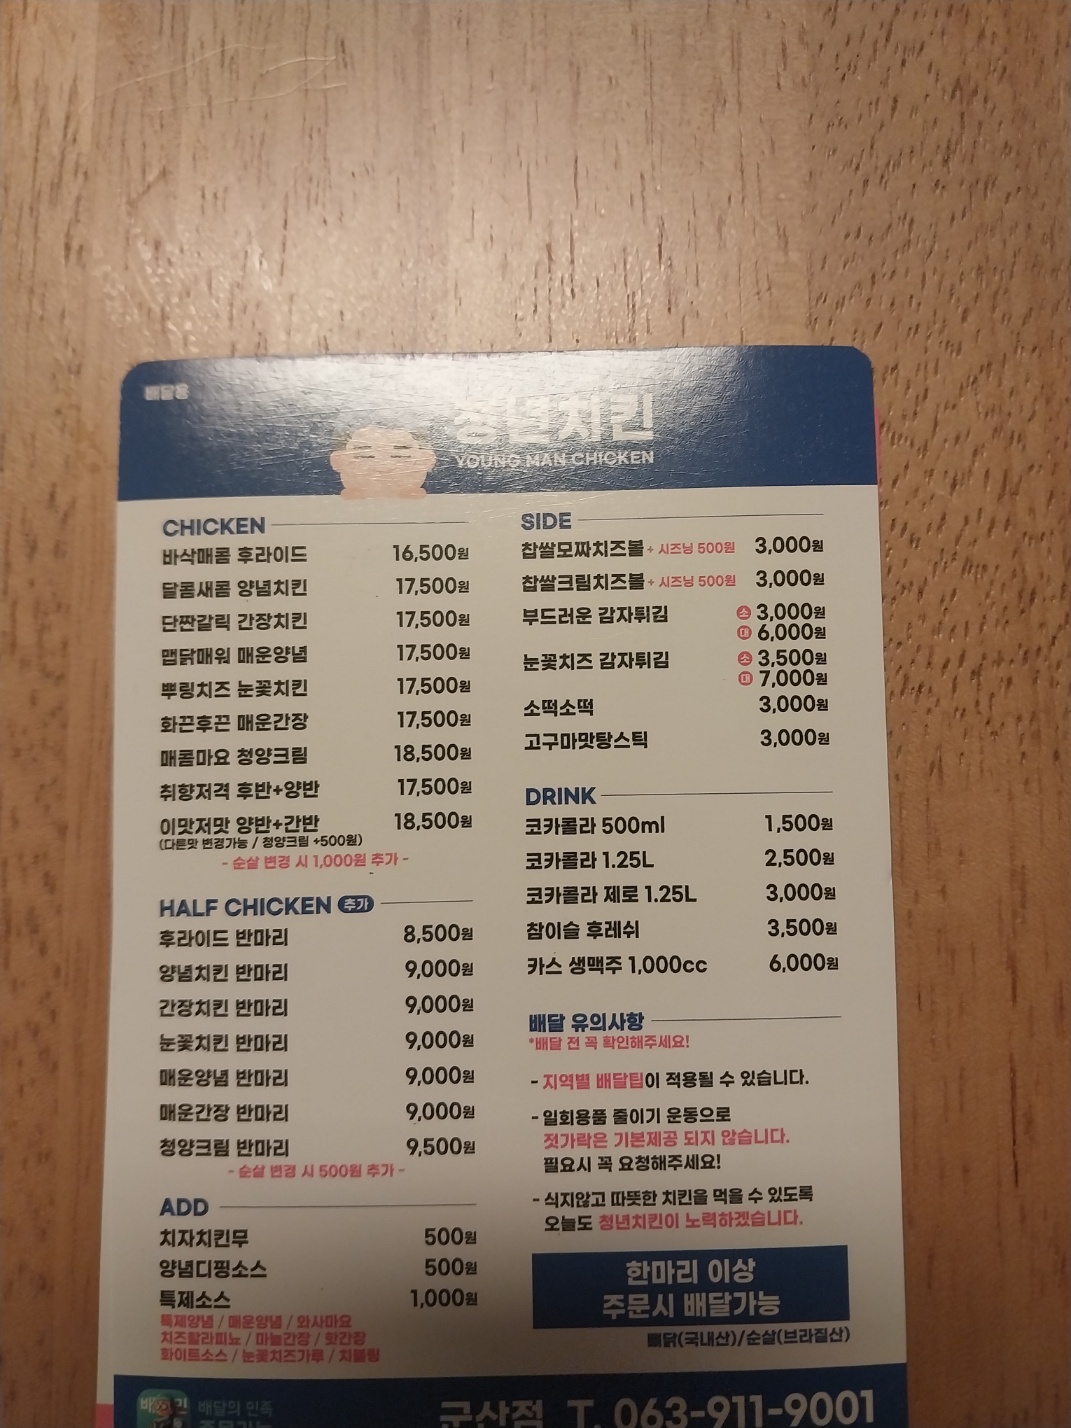 배달용
청년치킨
YOUNG MAN CHICKEN
CHICKEN
바삭매콤 후라이드 16,500원
달콤새콤 양념치킨 17,500원
단짠갈릭 간장치킨 17,500원
맵닭매워 매운양념 17,500원
뿌링치즈 눈꽃치킨 17,500원
화끈후끈 매운간장 17,500원
매콤마요 청양크림 18,500원
취향저격 후반+양반 17,500원
이맛저맛 양반+간반 18,500원
(다른맛 변경가능 / 청양크림 +500원)
- 순살 변경 시 1,000원 추가 -
HALF CHICKEN 추가
후라이드 반마리 8,500원
양념치킨 반마리 9,000원
간장치킨 반마리 9,000원
눈꽃치킨 반마리 9,000원
매운양념 반마리 9,000원
매운간장 반마리 9,000원
청양크림 반마리 9,500원
- 순살 변경 시 500원 추가 -
ADD
치자치킨무 500원
양념디핑소스 500원
특제소스 1,000원
특제양념 / 매운양념 / 와사마요
치즈할라피뇨 / 마늘간장 / 핫간장
화이트소스 / 눈꽃치즈가루 / 치블링
SIDE
찹쌀모짜치즈볼 + 시즈닝 500원 3,000원
찹쌀크림치즈볼 + 시즈닝 500원 3,000원
부드러운 감자튀김 소 3,000원
대 6,000원
눈꽃치즈 감자튀김 소 3,500원
대 7,000원
소떡소떡 3,000원
고구마맛탕스틱 3,000원
DRINK
코카콜라 500ml 1,500원
코카콜라 1.25L 2,500원
코카콜라 제로 1.25L 3,000원
참이슬 후레쉬 3,500원
카스 생맥주 1,000cc 6,000원
배달 유의사항
*배달 전 꼭 확인해주세요!
- 지역별 배달팁이 적용될 수 있습니다.
- 일회용품 줄이기 운동으로
젓가락은 기본제공 되지 않습니다.
필요시 꼭 요청해주세요!
- 식지않고 따뜻한 치킨을 먹을 수 있도록
오늘도 청년치킨이 노력하겠습니다.
한마리 이상
주문시 배달가능
뼈닭(국내산)/순살(브라질산)
배달의 민족
군산점 T. 063-911-9001